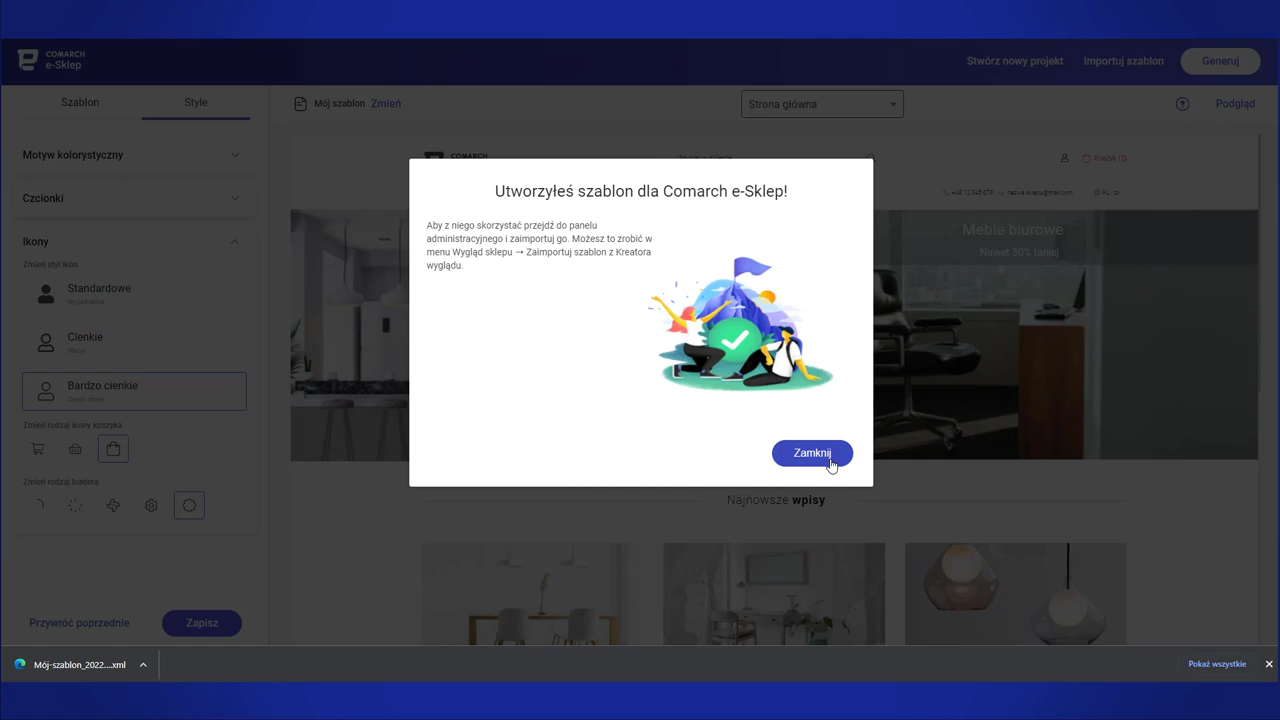 COMARCH
e-Sklep
Stwórz nowy projekt
Importuj szablon
Generuj
Szablon
Style
Mój szablon Zmień
Strona główna
Podgląd
Motyw kolorystyczny
Czcionki
Ikony
Zmień styl ikon
Standardowe
Cienkie
Bardzo cienkie
Zmień rodzaj ikony koszyka
Zmień rodzaj loadera
Przywróć poprzednie
Zapisz
COMARCH
Meble biurowe
Nawet 30% taniej
Utworzyłeś szablon dla Comarch e-Sklep!
Aby z niego skorzystać przejdź do panelu
administracyjnego i zaimportuj go. Możesz to zrobić w
menu Wygląd sklepu → Zaimportuj szablon z Kreatora
wyglądu.
Zamknij
Najnowsze wpisy
Mój-szablon_2022....xml
Pokaż wszystkie